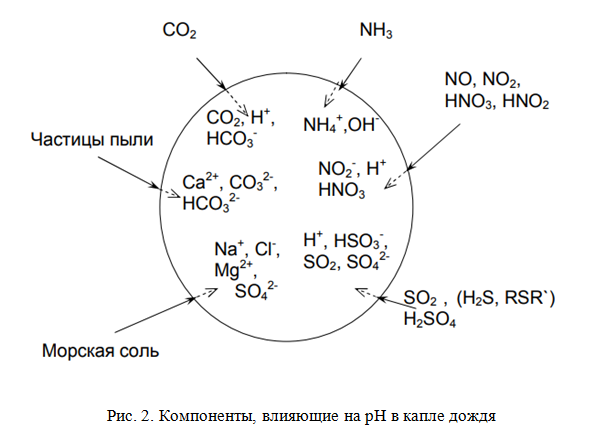 CO₂ NH₃
NO, NO₂,
HNO₃, HNO₂
CO₂, H⁺,
HCO₃⁻
NH₄⁺,OH⁻
Частицы пыли
NO₂⁻, H⁺
HNO₃
Ca²⁺, CO₃²⁻,
HCO₃²⁻
Na⁺, Cl⁻,
Mg²⁺,
SO₄²⁻
H⁺, HSO₃⁻,
SO₂, SO₄²⁻
SO₂ , (H₂S, RSR`)
H₂SO₄
Морская соль
Рис. 2. Компоненты, влияющие на рН в капле дождя